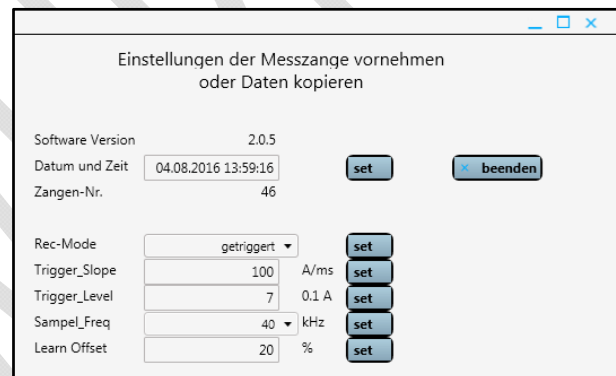 Einstellungen der Messzange vornehmen
oder Daten kopieren
Software Version 2.0.5
Datum und Zeit 04.08.2016 13:59:16 set × beenden
Zangen-Nr. 46
Rec-Mode getriggert set
Trigger_Slope 100 A/ms set
Trigger_Level 7 0.1 A set
Sampel_Freq 40 kHz set
Learn Offset 20 % set